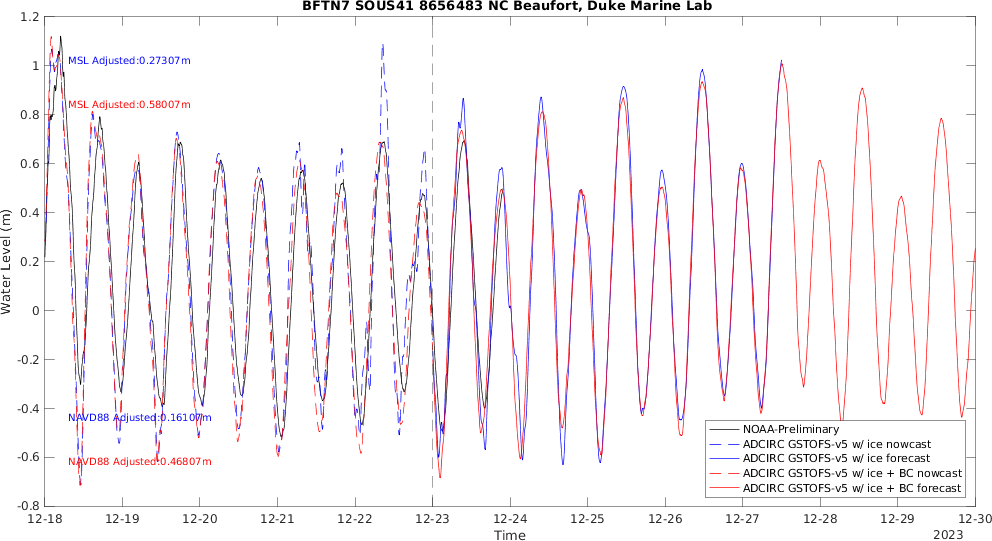 BFTN7 SOUS41 8656483 NC Beaufort, Duke Marine Lab
1.2
1
0.8
0.6
0.4
0.2
0
-0.2
-0.4
-0.6
-0.8
Water Level (m)
MSL Adjusted:0.27307m
MSL Adjusted:0.58007m
NAVD88 Adjusted:0.16107m
NAVD88 Adjusted:0.46807m
NOAA-Preliminary
ADCIRC GSTOFS-v5 w/ ice nowcast
ADCIRC GSTOFS-v5 w/ ice forecast
ADCIRC GSTOFS-v5 w/ ice + BC nowcast
ADCIRC GSTOFS-v5 w/ ice + BC forecast
12-18 12-19 12-20 12-21 12-22 12-23 12-24 12-25 12-26 12-27 12-28 12-29 12-30
Time
2023